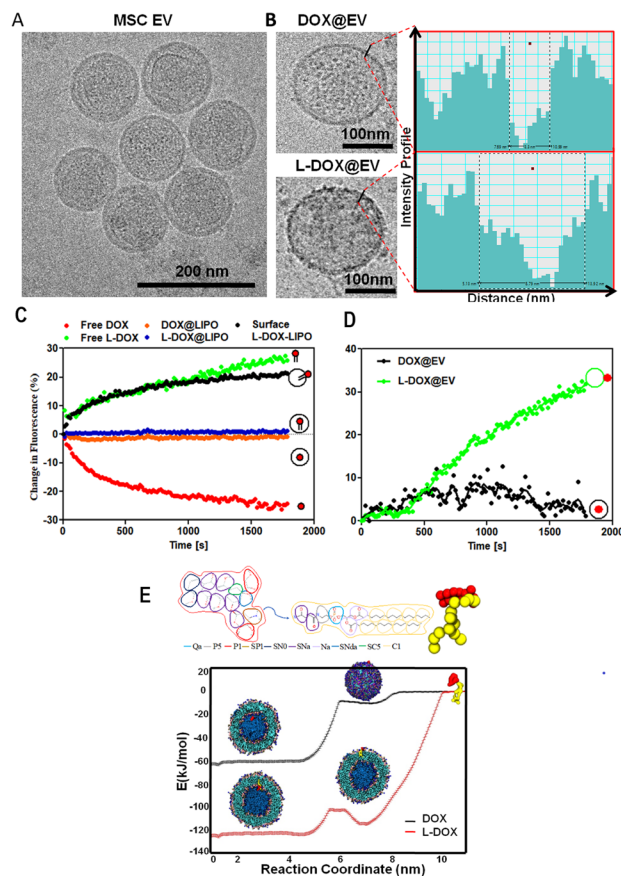 A
MSC EV
200 nm
B
DOX@EV
100nm
L-DOX@EV
100nm
Intensity Profile
Distance (nm)
C
Free DOX
DOX@LIPO
Surface
Free L-DOX
L-DOX@LIPO
L-DOX-LIPO
Change in Fluorescence (%)
30
20
10
0
-10
-20
-30
0
500
1000
1500
2000
Time [s]
D
DOX@EV
L-DOX@EV
40
30
20
10
0
0
500
1000
1500
2000
Time [s]
E
Qa P5 P1 SP1 SN0 SNa Na SNda SC5 C1
E(kJ/mol)
20
0
-20
-40
-60
-80
-100
-120
-140
DOX
L-DOX
0
2
4
6
8
10
Reaction Coordinate (nm)